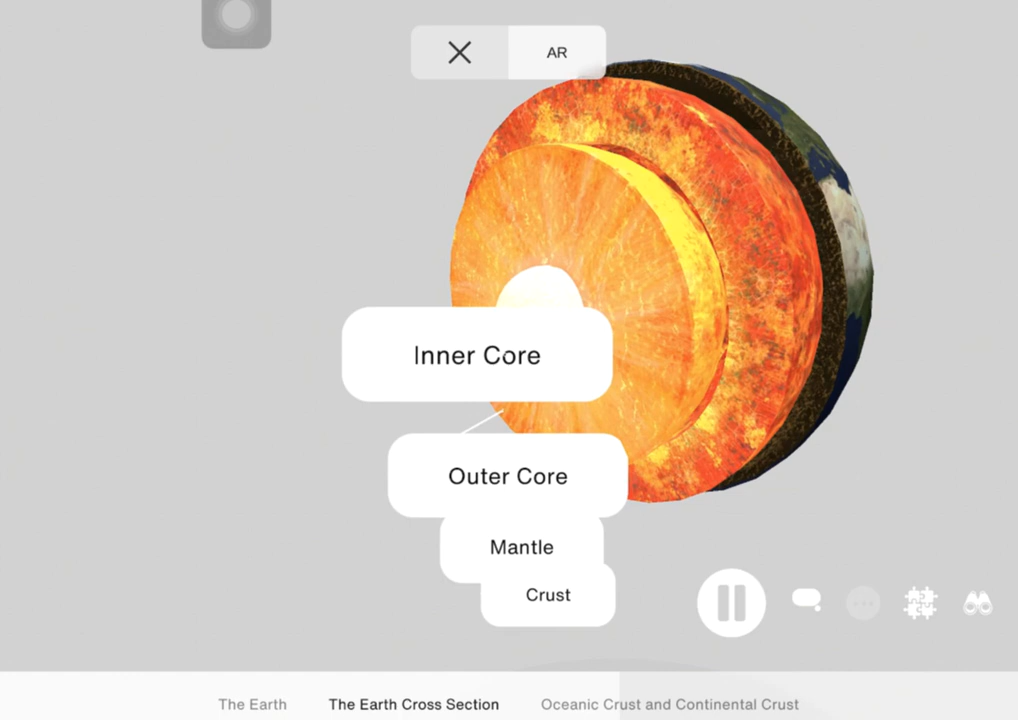 AR
Inner Core
Outer Core
Mantle
Crust
The Earth
The Earth Cross Section
Oceanic Crust and Continental Crust